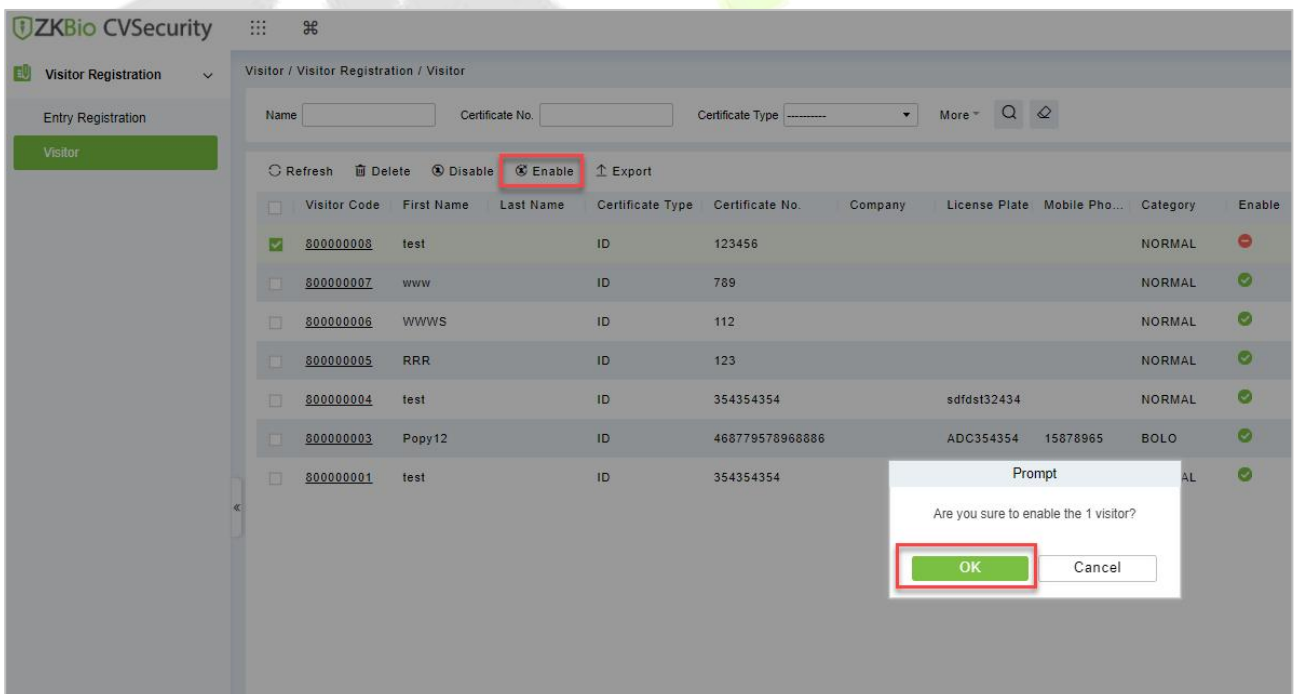 ZKBio CVSecurity
Visitor Registration
Entry Registration
Visitor
Visitor / Visitor Registration / Visitor
Name Certificate No. Certificate Type ---------- More
Refresh Delete Disable Enable Export
Visitor Code First Name Last Name Certificate Type Certificate No. Company License Plate Mobile Pho... Category Enable
800000008 test ID 123456 NORMAL
800000007 www ID 789 NORMAL
800000006 WWWS ID 112 NORMAL
800000005 RRR ID 123 NORMAL
800000004 test ID 354354354 sdfdst32434 NORMAL
800000003 Popy12 ID 468779578968886 ADC354354 15878965 BOLO
800000001 test ID 354354354 AL
Prompt
Are you sure to enable the 1 visitor?
OK Cancel